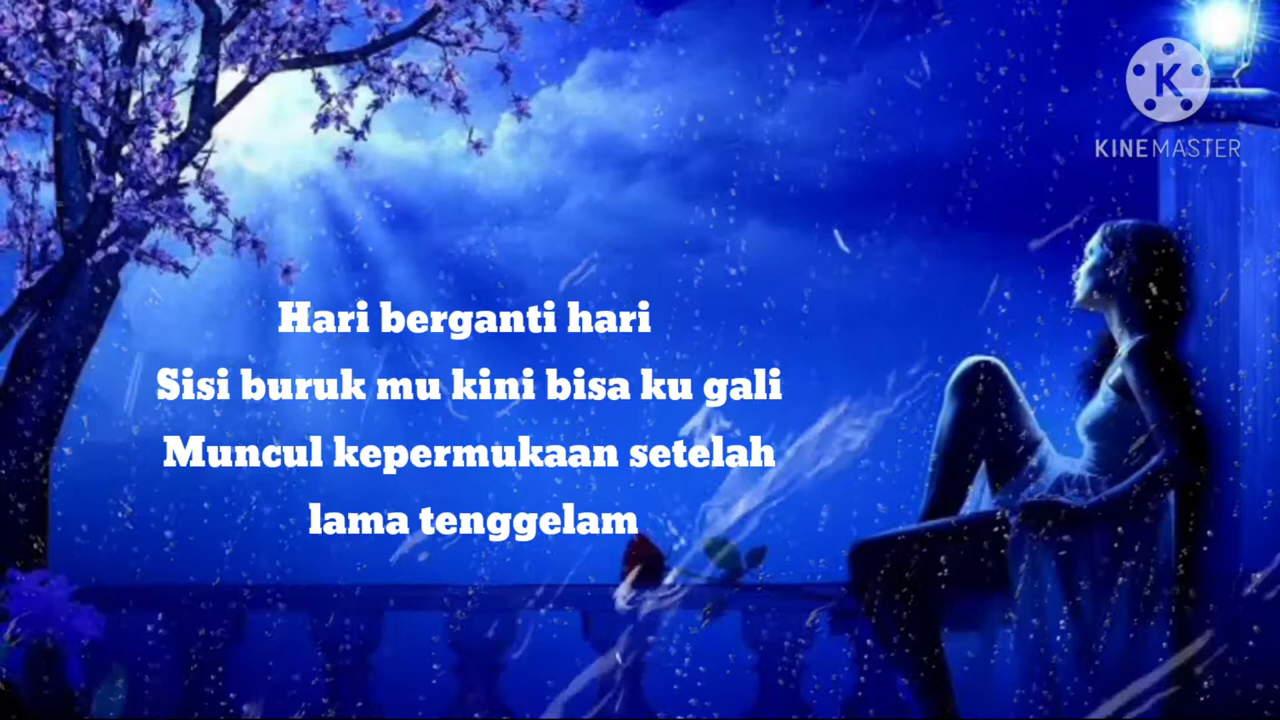 K
KINEMASTER
Hari berganti hari
Sisi buruk mu kini bisa ku gali
Muncul kepermukaan setelah
lama tenggelam